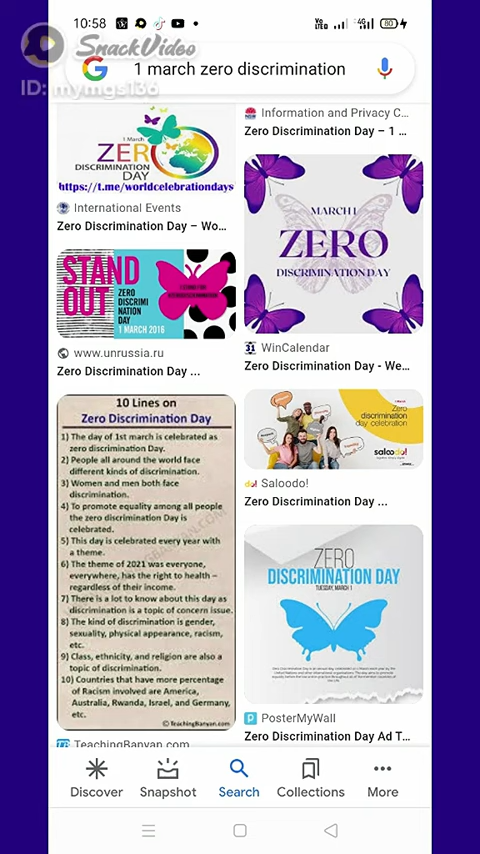 10:58
Vo LTE
4G
80
SnackVideo
ID: mymgs136
1 march zero discrimination
1 March
ZERO
DISCRIMINATION
DAY
https://t.me/worldcelebrationdays
International Events
Zero Discrimination Day – Wo...
Information and Privacy C...
Zero Discrimination Day – 1 ...
MARCH 1
ZERO
DISCRIMINATION DAY
31 WinCalendar
Zero Discrimination Day - We...
STAND
OUT
ZERO
DISCRIMI
NATION
DAY
1 MARCH 2016
www.unrussia.ru
Zero Discrimination Day ...
Zero
discrimination
day celebration
saloodo!
do! Saloodo!
Zero Discrimination Day ...
10 Lines on
Zero Discrimination Day
1) The day of 1st march is celebrated as
zero discrimination Day.
2) People all around the world face
different kinds of discrimination.
3) Women and men both face
discrimination.
4) To promote equality among all people
the zero discrimination Day is
celebrated.
5) This day is celebrated every year with
a theme.
6) The theme of 2021 was everyone,
everywhere, has the right to health –
regardless of their income.
7) There is a lot to know about this day as
discrimination is a topic of concern issue.
8) The kind of discrimination is gender,
sexuality, physical appearance, racism,
etc.
9) Class, ethnicity, and religion are also a
topic of discrimination.
10) Countries that have more percentage
of Racism involved are America,
Australia, Rwanda, Israel, and Germany,
etc.
© TeachingBanyan.com
TeachingBanyan.com
ZERO
DISCRIMINATION DAY
TUESDAY, MARCH 1
P PosterMyWall
Zero Discrimination Day Ad T...
Discover
Snapshot
Search
Collections
More